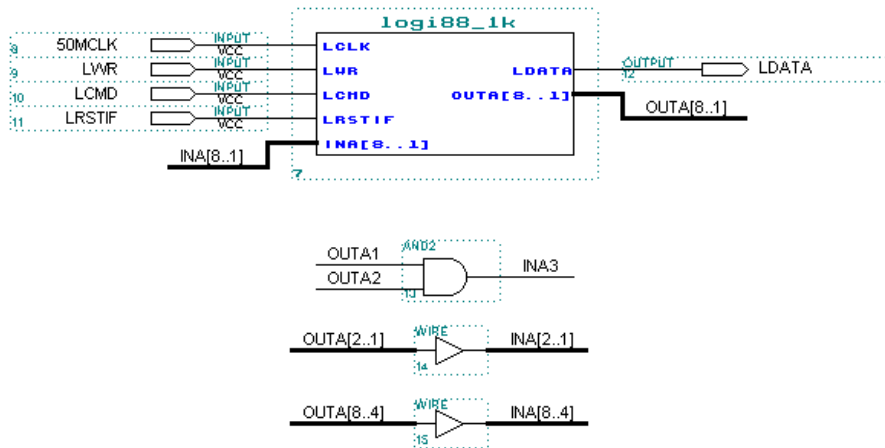 logi88_1k
8 50MCLK INPUT VCC LCLK
9 LWR INPUT VCC LWR LDATA OUTPUT 12 LDATA
10 LCMD INPUT VCC LCMD OUTA[8..1] OUTA[8..1]
11 LRSTIF INPUT VCC LRSTIF
INA[8..1] INA[8..1]
7
OUTA1 AND2 INA3
OUTA2
13
WIRE
OUTA[2..1] INA[2..1]
14
WIRE
OUTA[8..4] INA[8..4]
15